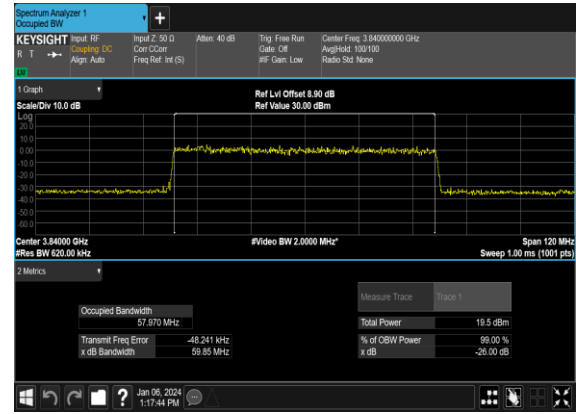 Spectrum Analyzer 1
Occupied BW
+
KEYSIGHT Input: RF Input Z: 50 Ω Atten: 40 dB Trig: Free Run Center Freq: 3.840000000 GHz
R T Coupling: DC Corr CCorr Gate: Off Avg|Hold: 100/100
Align: Auto Freq Ref: Int (S) #IF Gain: Low Radio Std: None
LW
1 Graph
Ref Lvl Offset 8.90 dB
Scale/Div 10.0 dB Ref Value 30.00 dBm
Log
20.0
10.0
0.00
-10.0
-20.0
-30.0
-40.0
-50.0
-60.0
Center 3.84000 GHz #Video BW 2.0000 MHz* Span 120 MHz
#Res BW 620.00 kHz Sweep 1.00 ms (1001 pts)
2 Metrics
Measure Trace Trace 1
Occupied Bandwidth
57.970 MHz Total Power 19.5 dBm
Transmit Freq Error -48.241 kHz % of OBW Power 99.00 %
x dB Bandwidth 59.85 MHz x dB -26.00 dB
?
Jan 06, 2024
1:17:44 PM